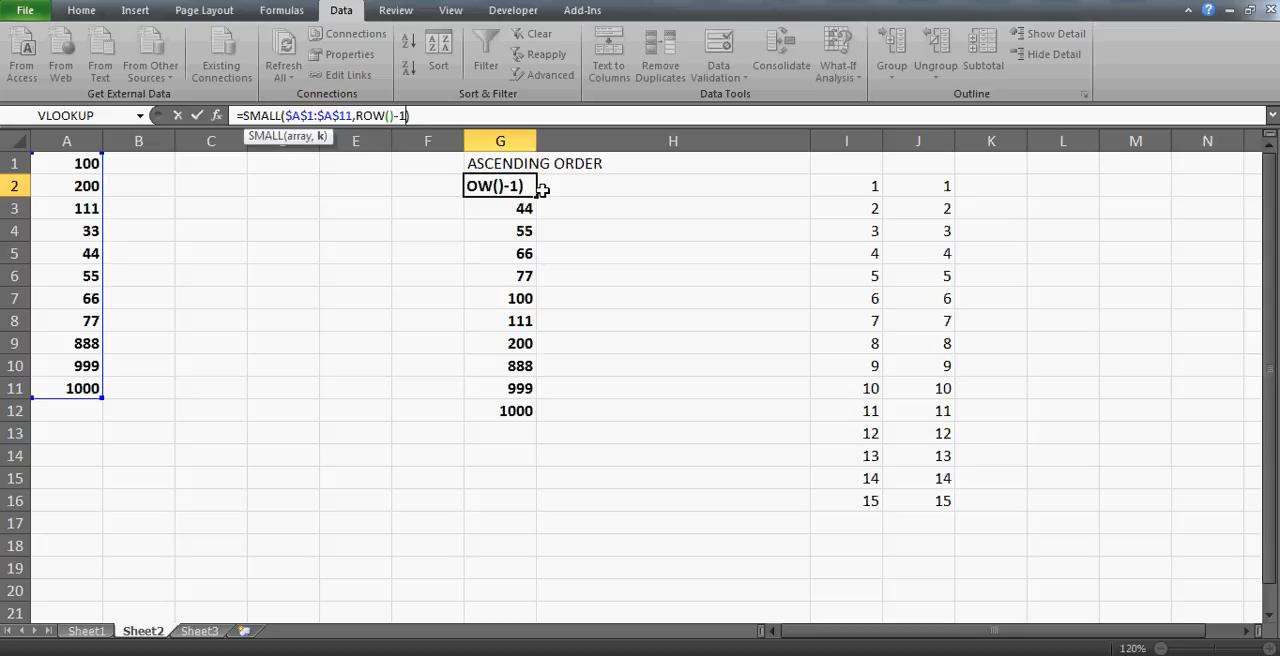 File Home Insert Page Layout Formulas Data Review View Developer Add-Ins
From Access From Web From Text From Other Sources Existing Connections Refresh All Connections Properties Edit Links Sort Filter Clear Reapply Advanced Text to Columns Remove Duplicates Data Validation Consolidate What-If Analysis Group Ungroup Subtotal Show Detail Hide Detail
Get External Data Connections Sort & Filter Data Tools Outline
VLOOKUP fx =SMALL($A$1:$A$11,ROW()-1)
SMALL(array, k)
A B C E F G H I J K L M N
1 100 ASCENDING ORDER
2 200 OW()-1) 1 1
3 111 44 2 2
4 33 55 3 3
5 44 66 4 4
6 55 77 5 5
7 66 100 6 6
8 77 111 7 7
9 888 200 8 8
10 999 888 9 9
11 1000 999 10 10
12 1000 11 11
13 12 12
14 13 13
15 14 14
16 15 15
17
18
19
20
21
Sheet1 Sheet2 Sheet3
120%